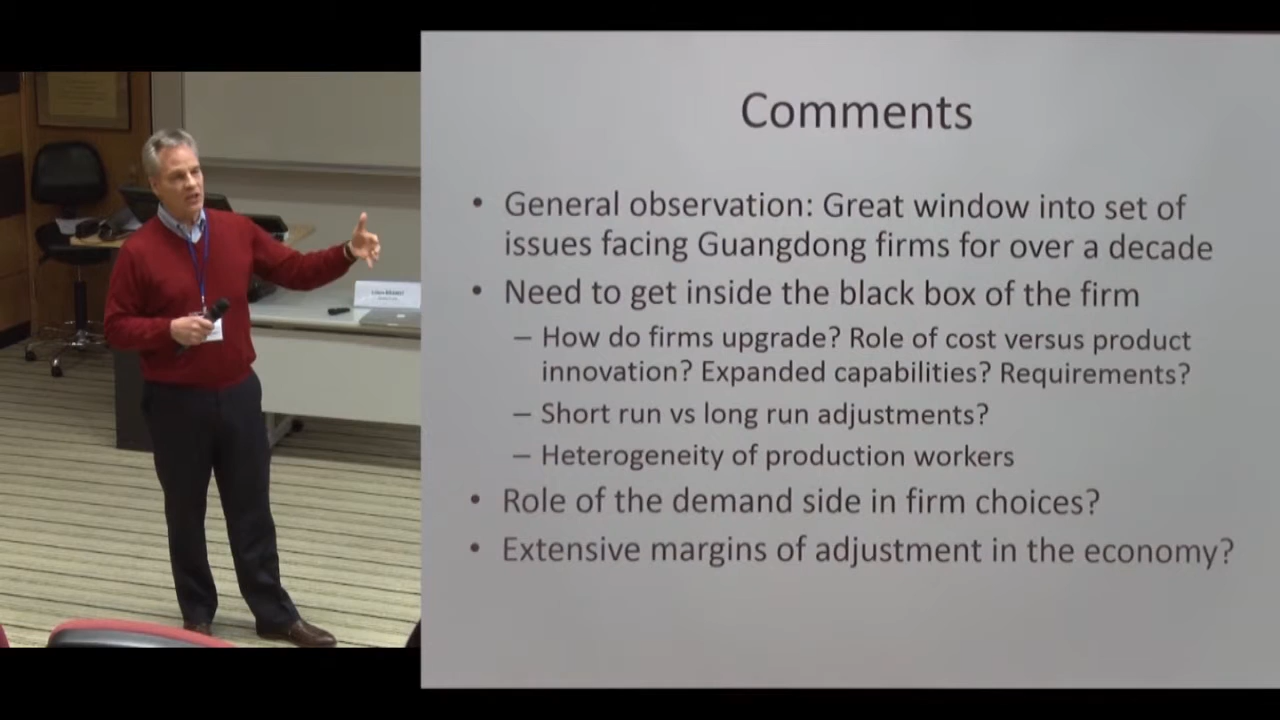 Comments
• General observation: Great window into set of
issues facing Guangdong firms for over a decade
• Need to get inside the black box of the firm
– How do firms upgrade? Role of cost versus product
innovation? Expanded capabilities? Requirements?
– Short run vs long run adjustments?
– Heterogeneity of production workers
• Role of the demand side in firm choices?
• Extensive margins of adjustment in the economy?